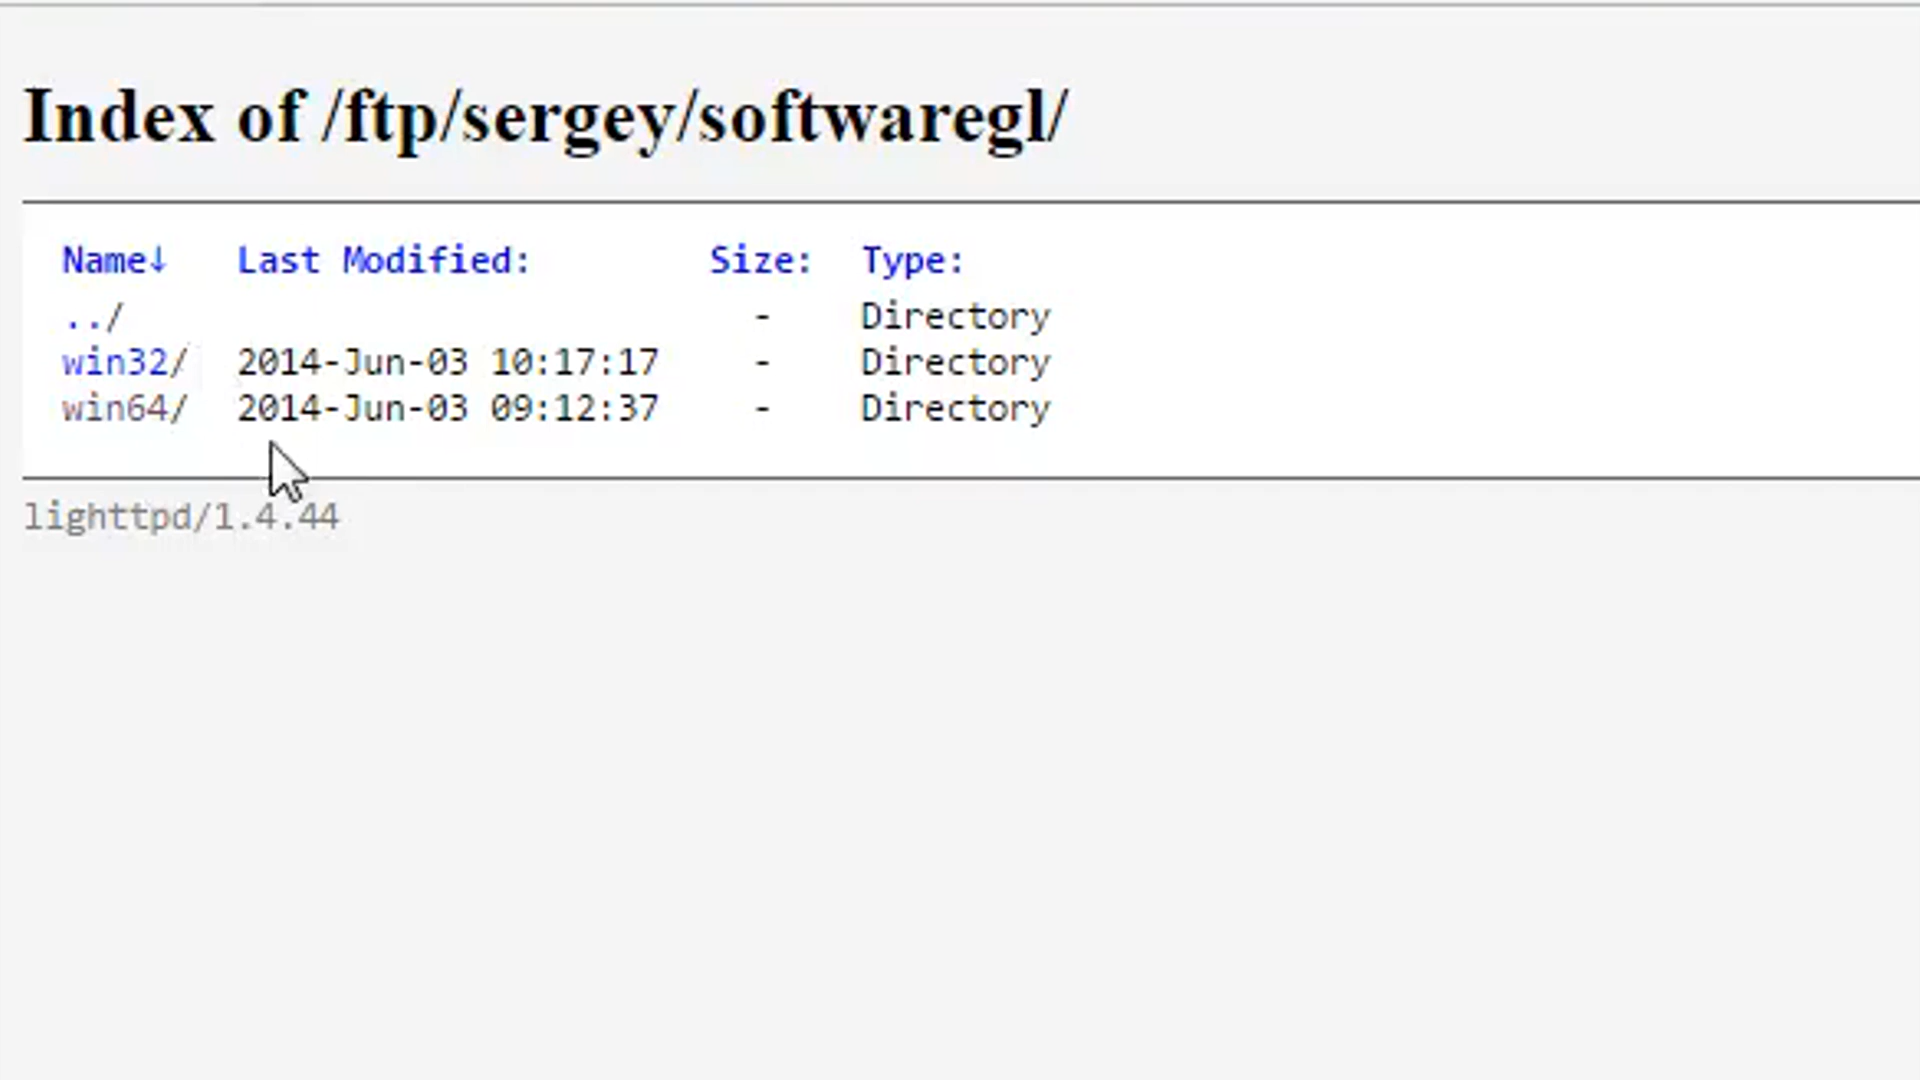 Index of /ftp/sergey/softwaregl/
Name↓ Last Modified: Size: Type:
../ - Directory
win32/ 2014-Jun-03 10:17:17 - Directory
win64/ 2014-Jun-03 09:12:37 - Directory
lighttpd/1.4.44